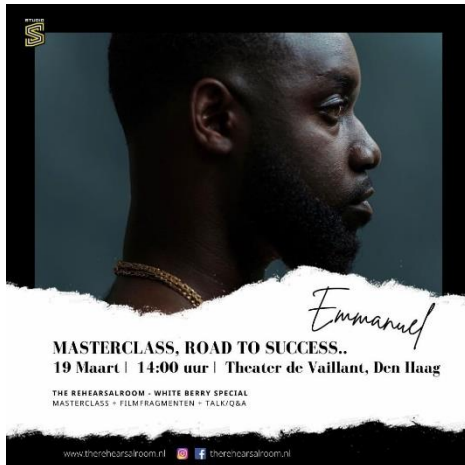 STUDIO
S
Emmanuel
MASTERCLASS, ROAD TO SUCCESS..
19 Maart | 14:00 uur | Theater de Vaillant, Den Haag
THE REHEARSALROOM - WHITE BERRY SPECIAL
MASTERCLASS + FILMFRAGMENTEN + TALK/Q&A
www.therehearsalroom.nl therehearsalroom.nl